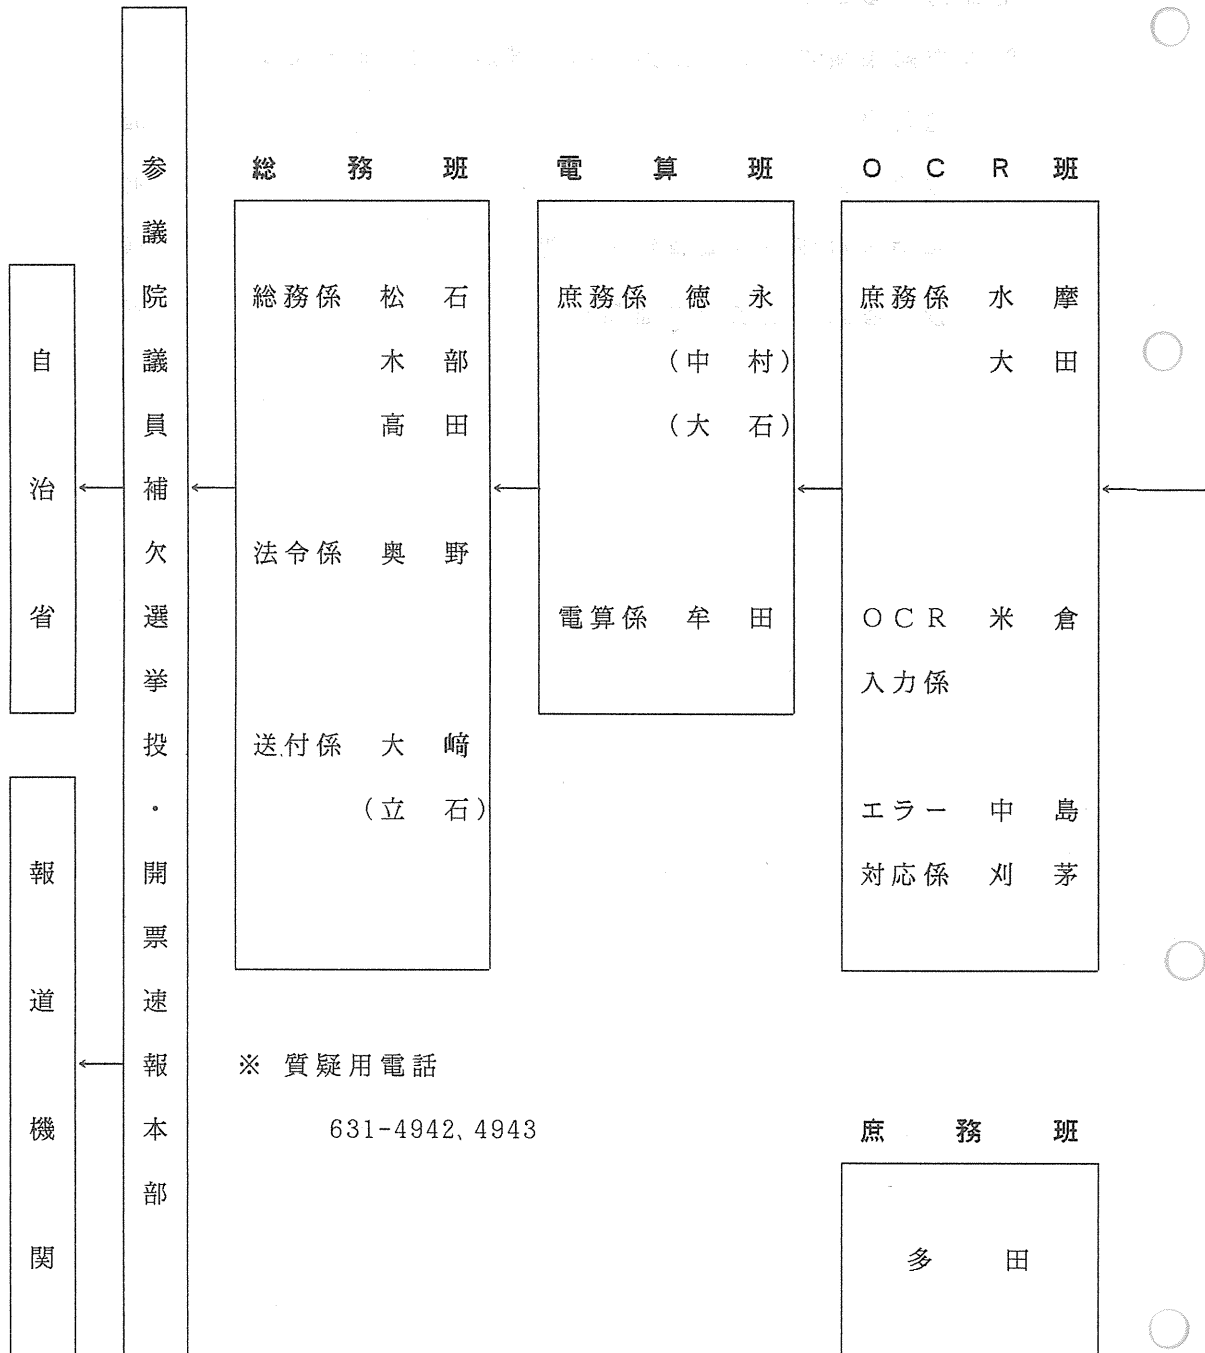 参議院議員補欠選挙投・開票速報本部
自治省
報道機関
総務班
総務係 松石
木部
高田
法令係 奥野
送付係 大﨑
(立石)
電算班
庶務係 徳永
(中村)
(大石)
電算係 牟田
OCR班
庶務係 水摩
大田
OCR 米倉
入力係
エラー 中島
対応係 刈茅
※ 質疑用電話
631-4942、4943
庶務班
多田